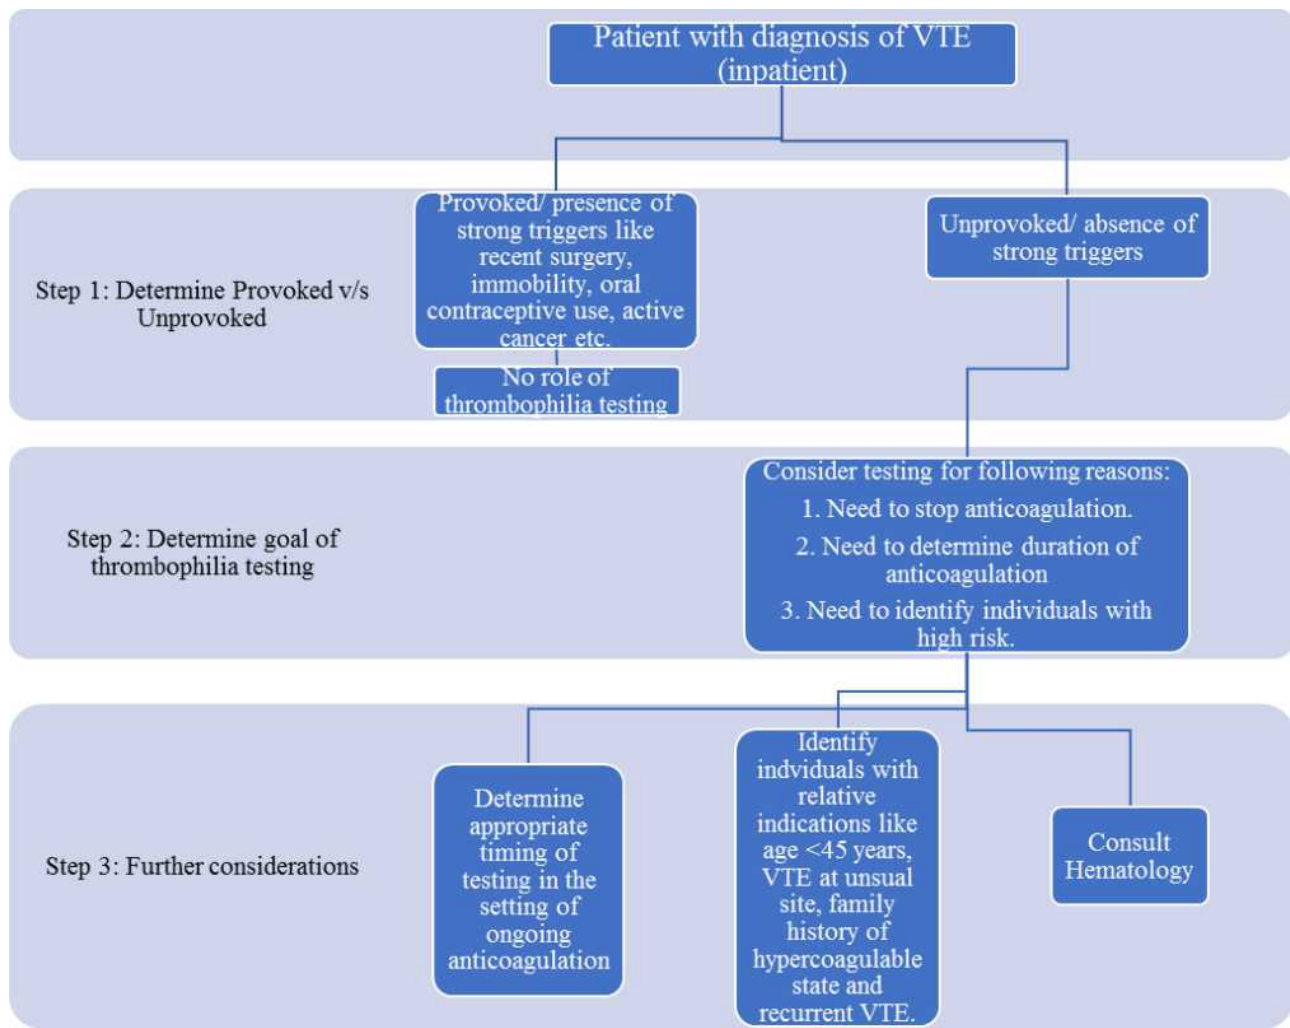 Patient with diagnosis of VTE
(inpatient)
Step 1: Determine Provoked v/s
Unprovoked
Provoked/ presence of
strong triggers like
recent surgery,
immobility, oral
contraceptive use, active
cancer etc.
No role of
thrombophilia testing
Unprovoked/ absence of
strong triggers
Step 2: Determine goal of
thrombophilia testing
Consider testing for following reasons:
1. Need to stop anticoagulation.
2. Need to determine duration of
anticoagulation
3. Need to identify individuals with
high risk.
Step 3: Further considerations
Determine
appropriate
timing of
testing in the
setting of
ongoing
anticoagulation
Identify
indviduals with
relative
indications like
age <45 years,
VTE at unsual
site, family
history of
hypercoagulable
state and
recurrent VTE.
Consult
Hematology